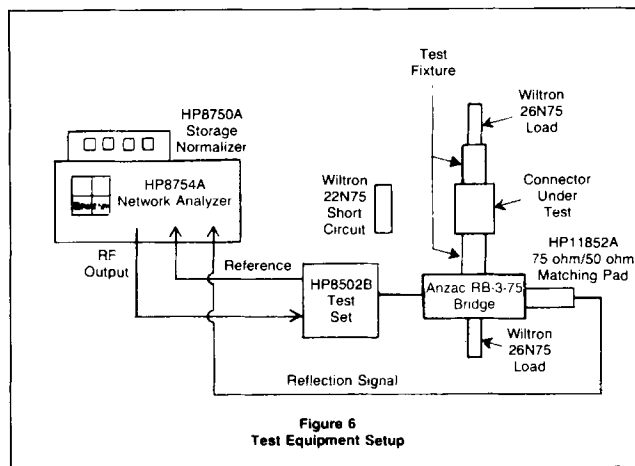 HP8750A
Storage
Normalizer
HP8754A
Network Analyzer
RF
Output
Reference
HP8502B
Test
Set
Reflection Signal
Wiltron
22N75
Short
Circuit
Test
Fixture
Wiltron
26N75
Load
Connector
Under
Test
HP11852A
75 ohm/50 ohm
Matching Pad
Anzac RB-3-75
Bridge
Wiltron
26N75
Load
Figure 6
Test Equipment Setup